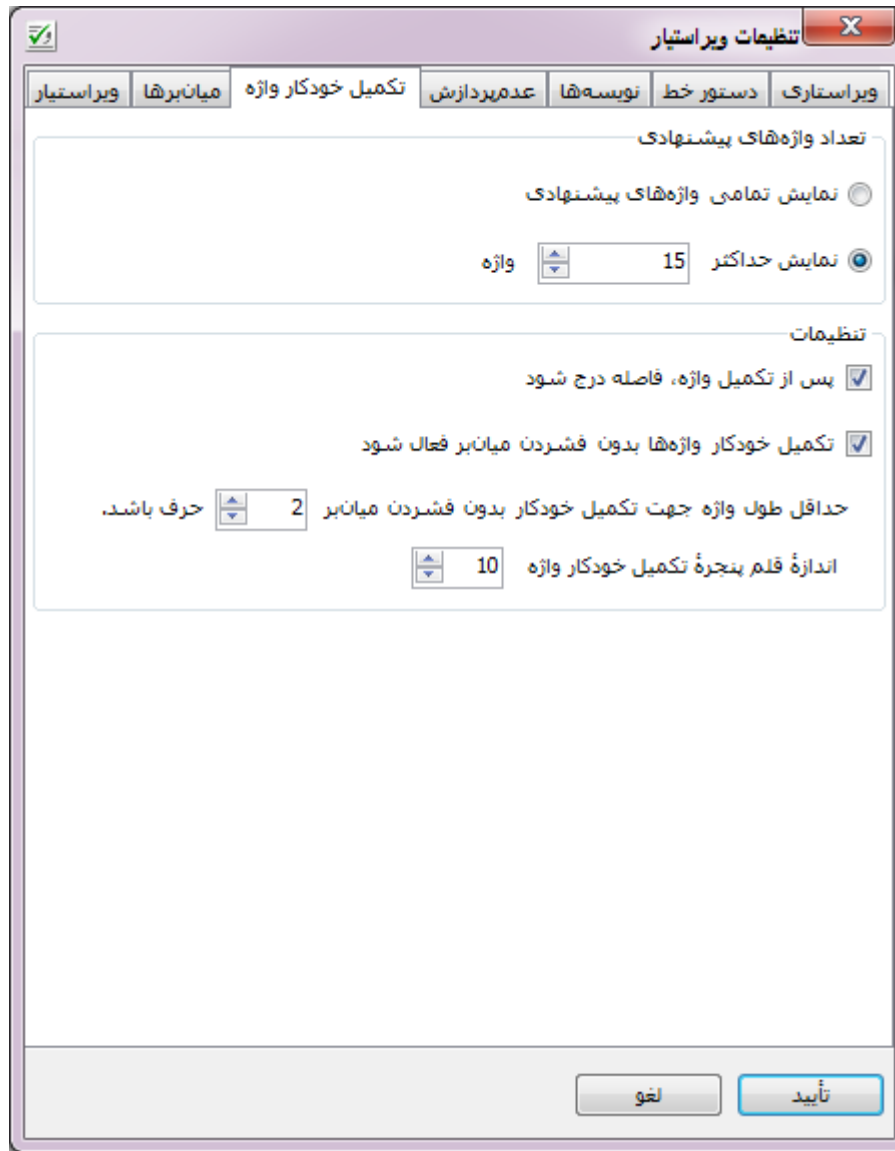 تنظیمات ویراستیار
ویراستاری دستور خط نویسه‌ها عدم‌پردازش تکمیل خودکار واژه میان‌برها ویراستیار
تعداد واژه‌های پیشنهادی
نمایش تمامی واژه‌های پیشنهادی
نمایش حداکثر 15 واژه
تنظیمات
پس از تکمیل واژه، فاصله درج شود
تکمیل خودکار واژه‌ها بدون فشردن میان‌بر فعال شود
حداقل طول واژه جهت تکمیل خودکار بدون فشردن میان‌بر 2 حرف باشد.
اندازهٔ قلم پنجرهٔ تکمیل خودکار واژه 10
تأیید لغو